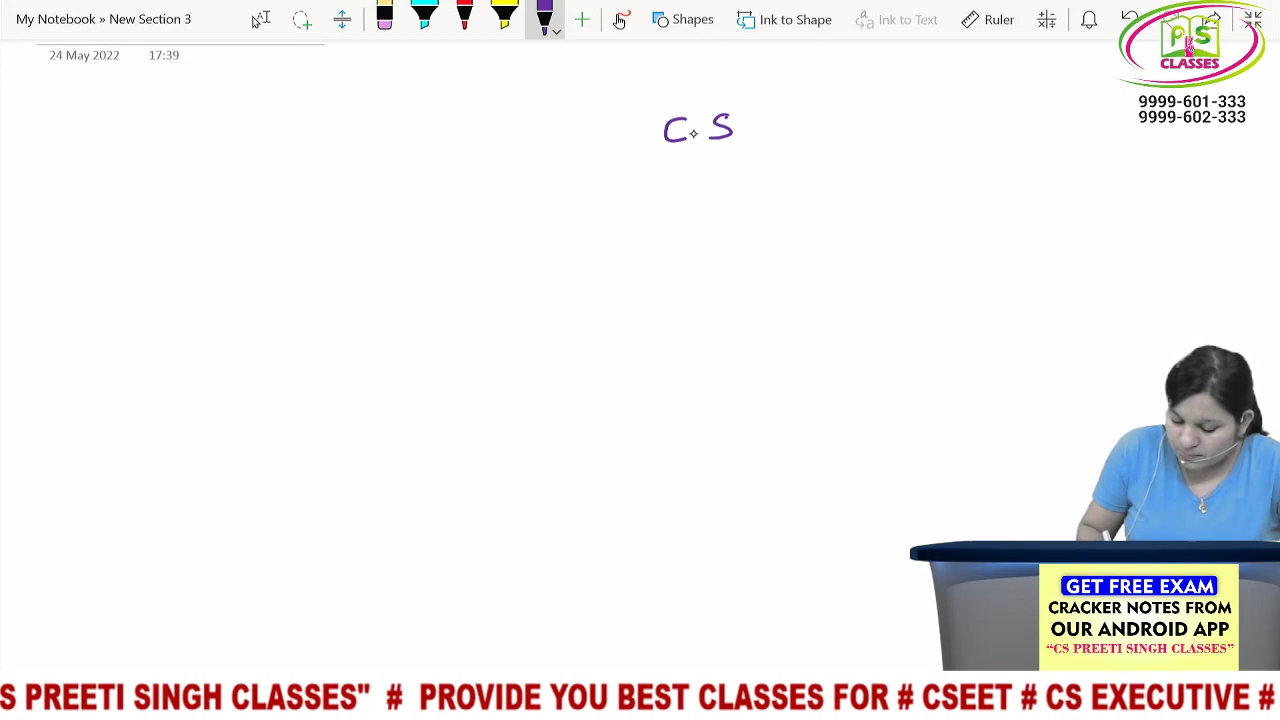 My Notebook » New Section 3
Shapes
Ink to Shape
Ink to Text
Ruler
24 May 2022 17:39
PS
CLASSES
9999-601-333
9999-602-333
C S
GET FREE EXAM
CRACKER NOTES FROM
OUR ANDROID APP
"CS PREETI SINGH CLASSES"
S PREETI SINGH CLASSES" # PROVIDE YOU BEST CLASSES FOR # CSEET # CS EXECUTIVE #